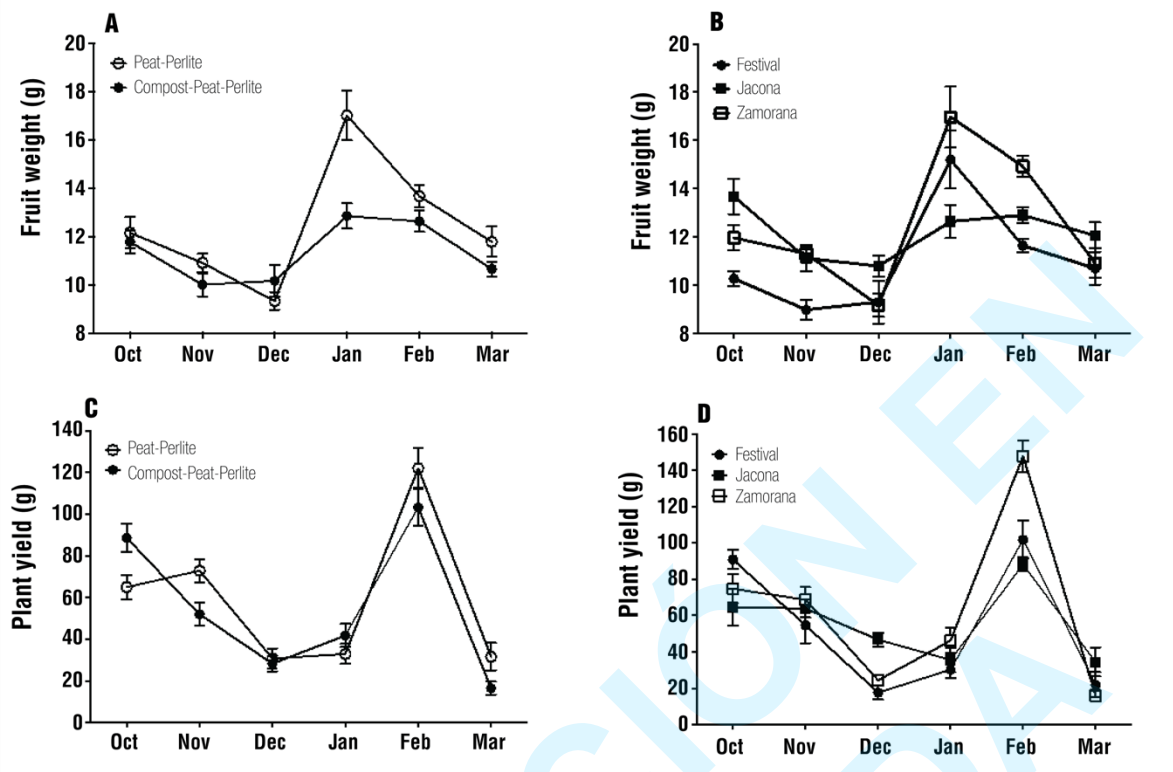 A
Fruit weight (g)
20
18
16
14
12
10
8
Peat-Perlite
Compost-Peat-Perlite
Oct Nov Dec Jan Feb Mar
B
Fruit weight (g)
20
18
16
14
12
10
8
Festival
Jacona
Zamorana
Oct Nov Dec Jan Feb Mar
C
Plant yield (g)
140
120
100
80
60
40
20
0
Peat-Perlite
Compost-Peat-Perlite
Oct Nov Dec Jan Feb Mar
D
Plant yield (g)
160
140
120
100
80
60
40
20
0
Festival
Jacona
Zamorana
Oct Nov Dec Jan Feb Mar
CIÓN EN